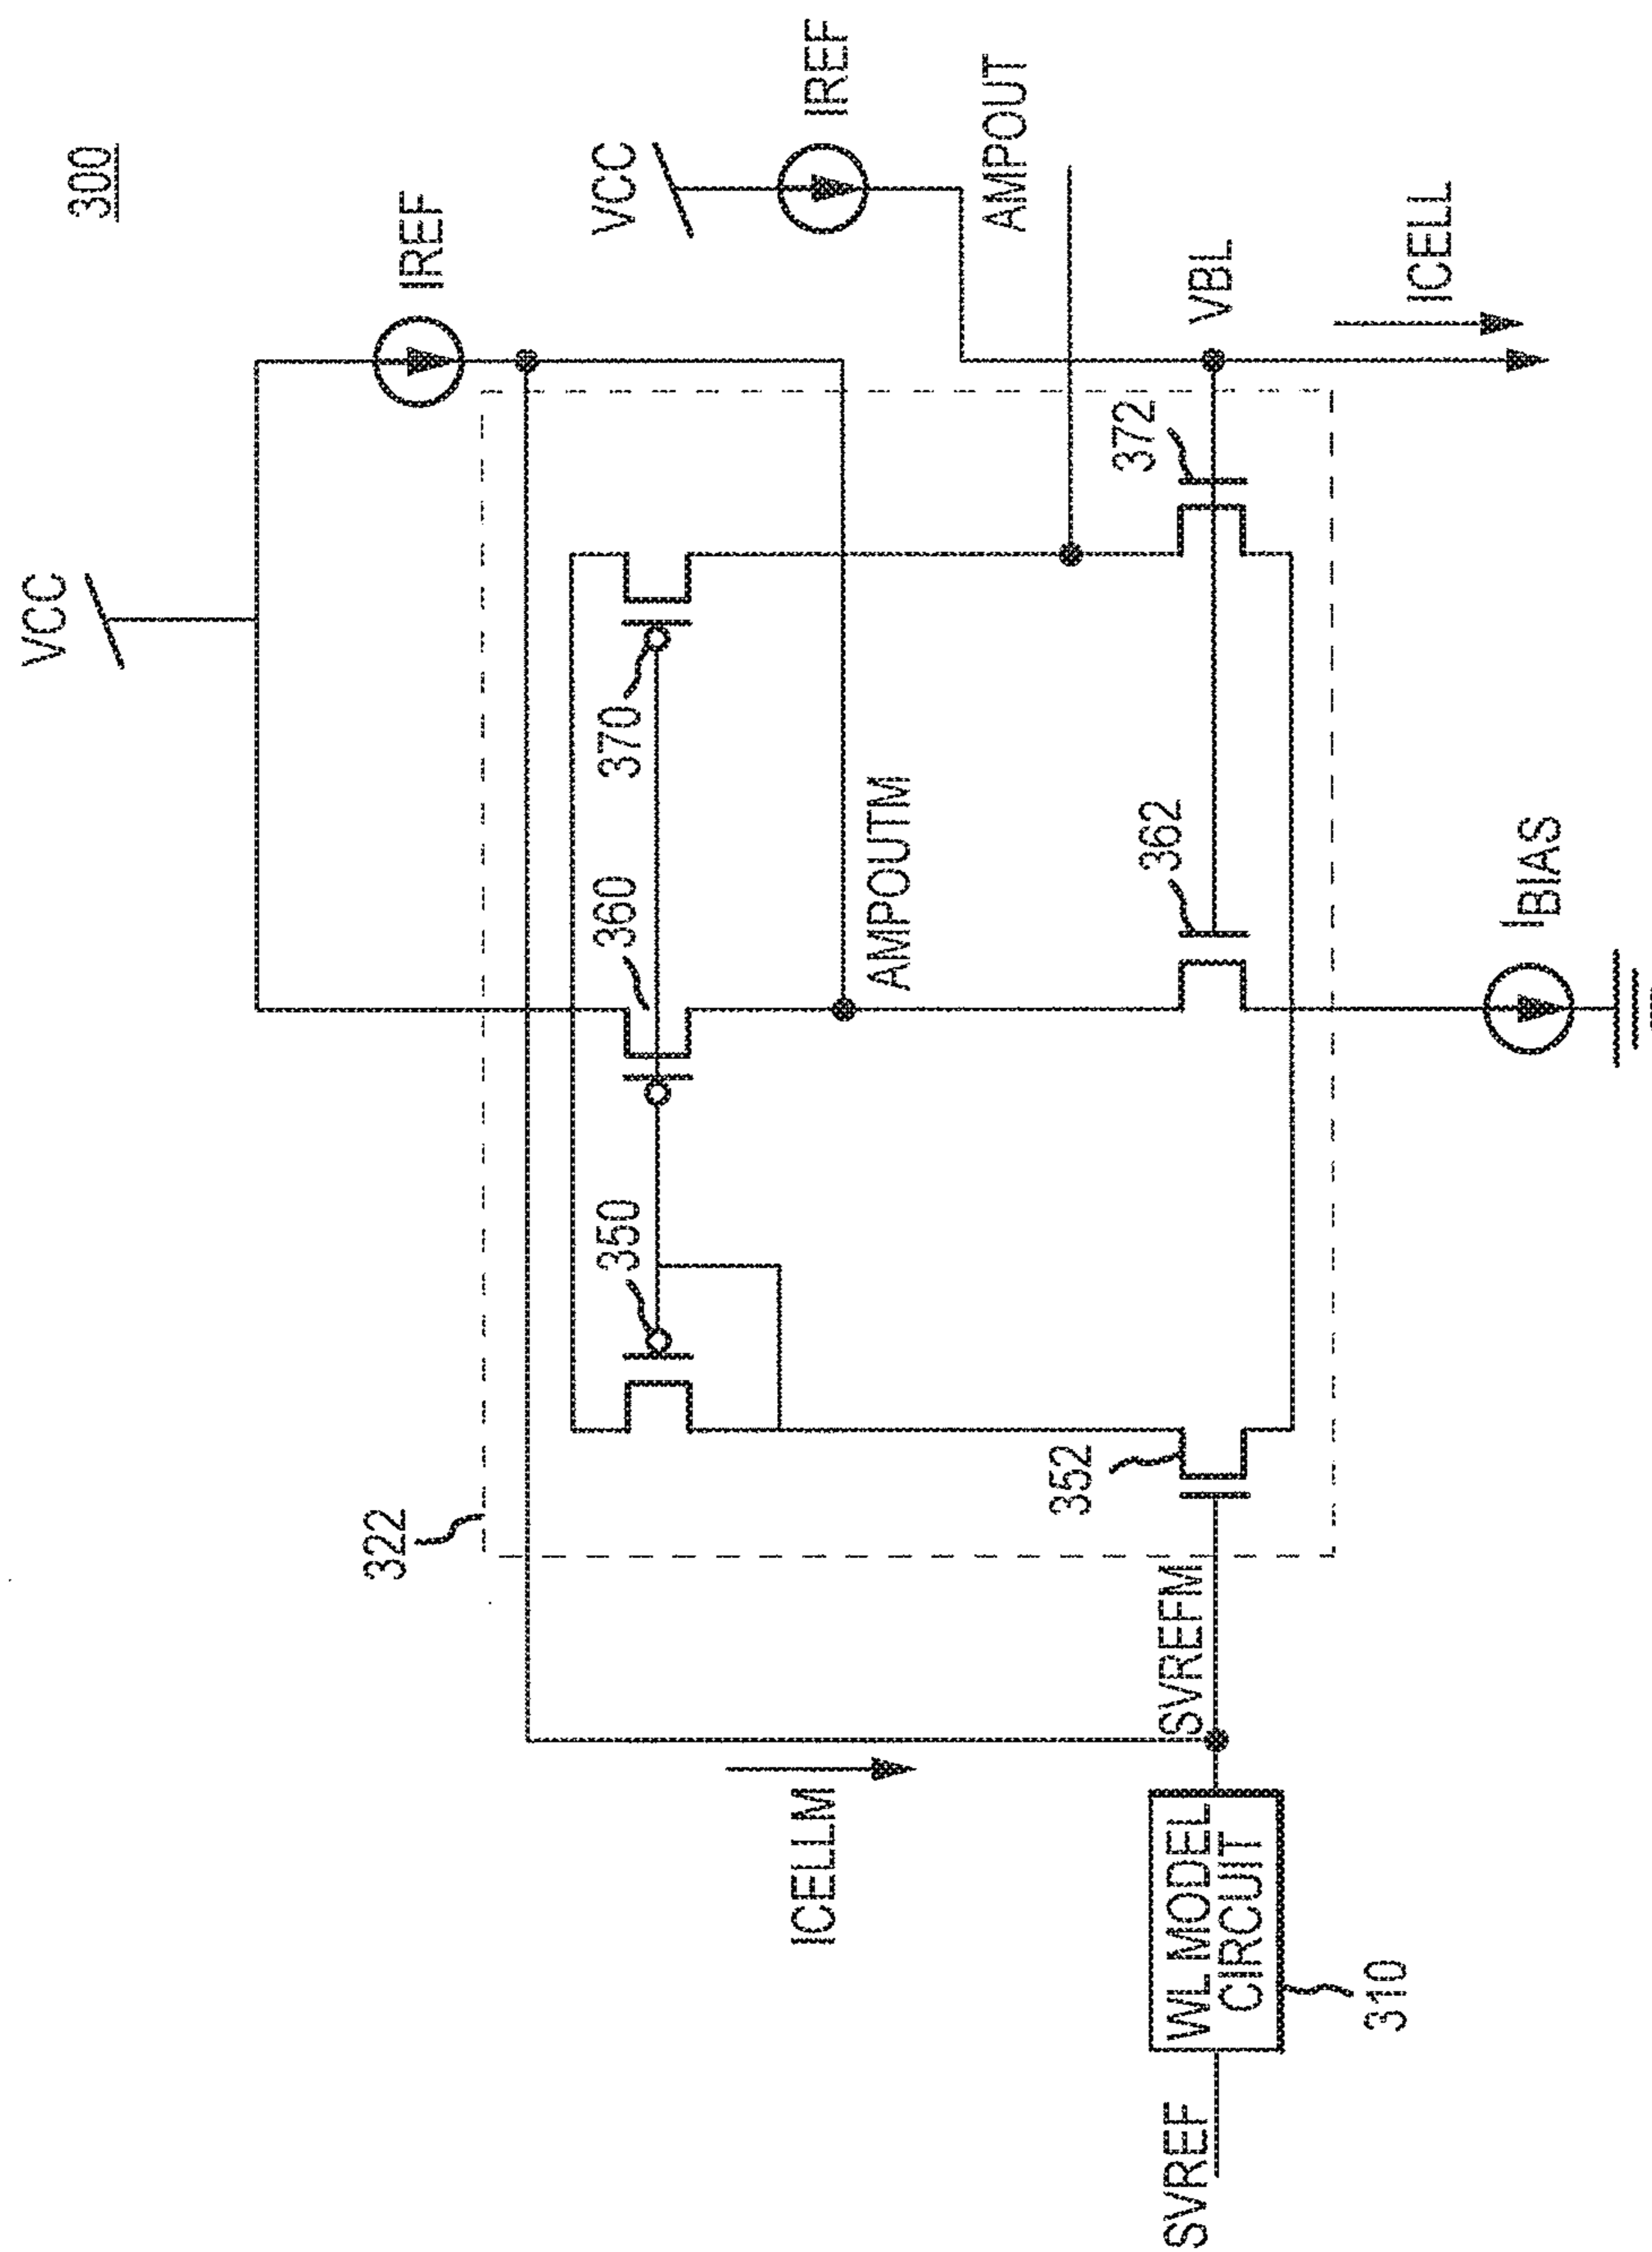 300
VCC
IREF
VCC
IREF
322
350
360
370
AMPOUTM
AMPOUT
ICELLM
352
362
372
VBL
SVREF
WL MODEL
CIRCUIT
SVREFM
310
IBIAS
ICELL